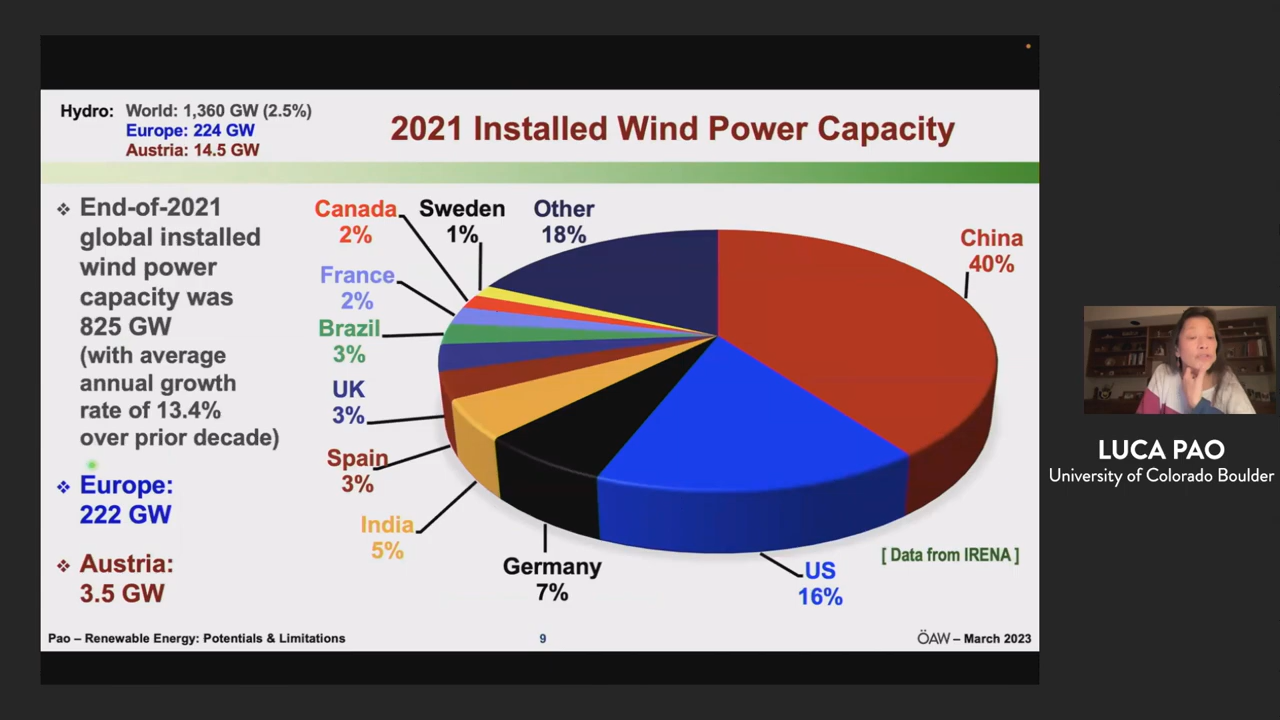 Hydro: World: 1,360 GW (2.5%)
Europe: 224 GW
Austria: 14.5 GW
2021 Installed Wind Power Capacity
❖ End-of-2021
global installed
wind power
capacity was
825 GW
(with average
annual growth
rate of 13.4%
over prior decade)
❖ Europe:
222 GW
❖ Austria:
3.5 GW
Canada
2%
Sweden
1%
Other
18%
China
40%
France
2%
Brazil
3%
UK
3%
Spain
3%
India
5%
Germany
7%
US
16%
[ Data from IRENA ]
Pao – Renewable Energy: Potentials & Limitations
9
ÖAW – March 2023
LUCA PAO
University of Colorado Boulder